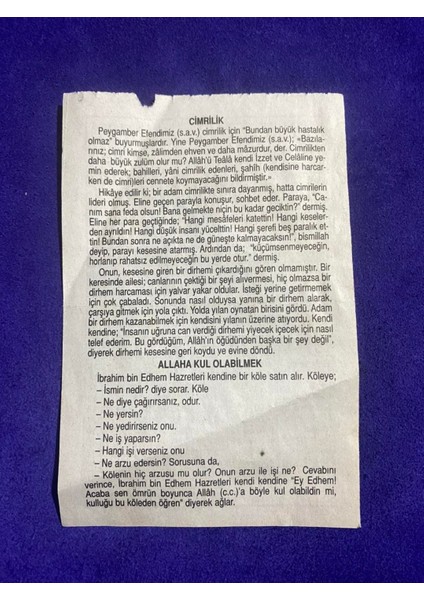 CİMRİLİK
Peygamber Efendimiz (s.a.v.) cimrilik için "Bundan büyük hastalık
olmaz" buyurmuşlardır. Yine Peygamber Efendimiz (s.a.v.); «Bâzıla-
rınız; cimri kimse, zâlimden ehven ve daha mâzurdur, der. Cimrilikten
daha büyük zulüm olur mu? Allâh'ü Teâlâ kendi İzzet ve Celâline ye-
min ederek; bahilleri, yâni cimrilik edenleri, şahîh (kendisine harcar-
ken de cimri)leri cennete koymayacağını bildirmiştir.»
Hikâye edilir ki; bir adam cimrilikte sınıra dayanmış, hatta cimrilerin
lideri olmuş. Eline geçen parayla konuşur, sohbet eder. Paraya, "Ca-
nım sana feda olsun! Bana gelmekte niçin bu kadar geciktin?" dermiş.
Eline her para geçtiğinde; "Hangi mesâfeleri katettin! Hangi keseler-
den ayrıldın! Hangi düşük insanı yücelttin! Hangi şerefi beş paralık et-
tin! Bundan sonra ne açıkta ne de güneşte kalmayacaksın!", bismillah
deyip, parayı kesesine atarmış. Ardından da; "küçümsenmeyeceğin,
horlanıp rahatsız edilmeyeceğin bu yerde otur." dermiş.
Onun, kesesine giren bir dirhemi çıkardığını gören olmamıştır. Bir
keresinde ailesi; canlarının çektiği bir şeyi alıvermesi, hiç olmazsa bir
dirhem harcaması için yalvar yakar oldular. İsteği yerine getirmemek
için çok çabaladı. Sonunda nasıl olduysa yanına bir dirhem alarak,
çarşıya gitmek için yola çıktı. Yolda yılan oynatan birisini gördü. Adam
bir dirhem kazanabilmek için kendisini yılanın üzerine atıyordu. Kendi
kendine; "İnsanın uğruna can verdiği dirhemi yiyecek içecek için nasıl
telef ederim. Bu gördüğüm, Allâh'ın öğüdünden başka bir şey değil",
diyerek dirhemi kesesine geri koydu ve evine döndü.
ALLAHA KUL OLABİLMEK
İbrahim bin Edhem Hazretleri kendine bir köle satın alır. Köleye;
– İsmin nedir? diye sorar. Köle
– Ne diye çağırırsanız, odur.
– Ne yersin?
– Ne yedirirseniz onu.
– Ne iş yaparsın?
– Hangi işi verseniz onu
– Ne arzu edersin? Sorusuna da,
– Kölenin hiç arzusu mu olur? Onun arzu ile işi ne? Cevabını
verince, İbrahim bin Edhem Hazretleri kendi kendine "Ey Edhem!
Acaba sen ömrün boyunca Allâh (c.c.)'a böyle kul olabildin mi,
kulluğu bu köleden öğren" diyerek ağlar.